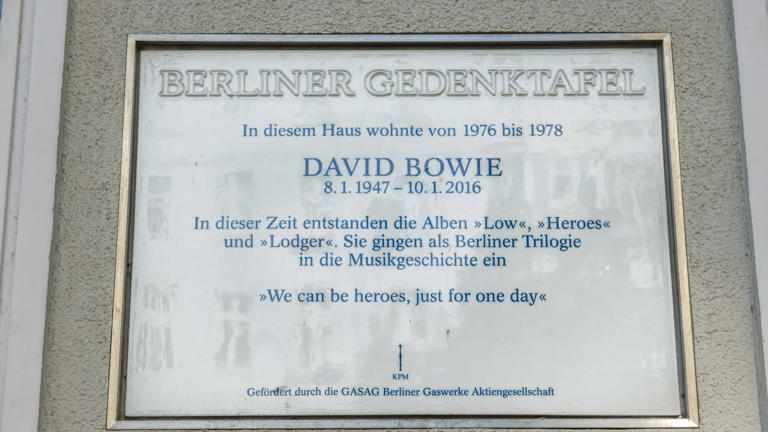 BERLINER GEDENKTAFEL
In diesem Haus wohnte von 1976 bis 1978
DAVID BOWIE
8. 1. 1947 – 10. 1. 2016
In dieser Zeit entstanden die Alben »Low«, »Heroes«
und »Lodger«. Sie gingen als Berliner Trilogie
in die Musikgeschichte ein
»We can be heroes, just for one day«
KPM
Gefördert durch die GASAG Berliner Gaswerke Aktiengesellschaft